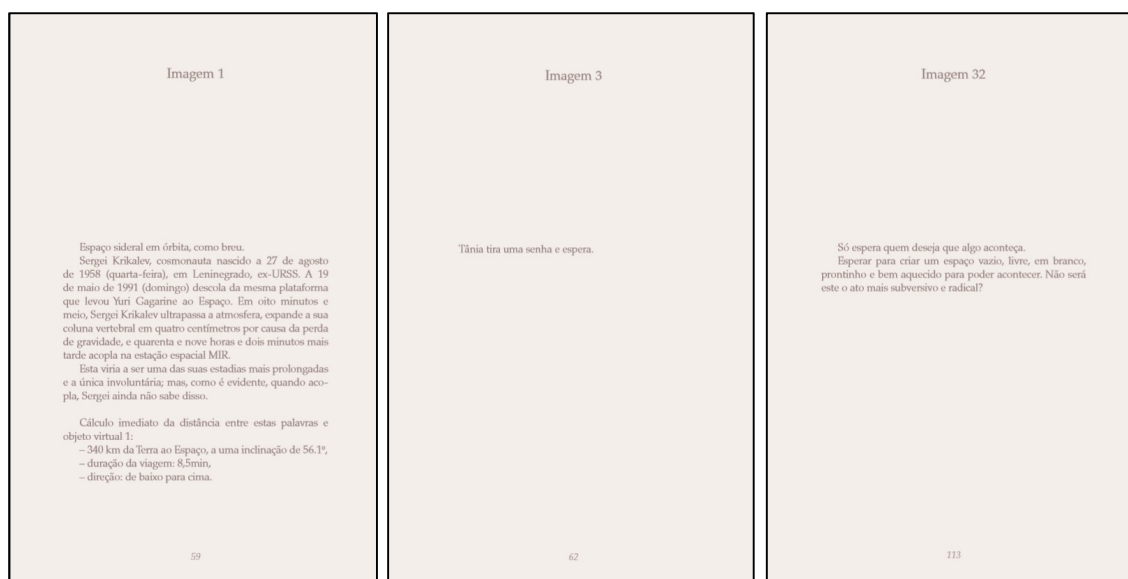 Imagem 1
Espaço sideral em órbita, como breu.
Sergei Krikalev, cosmonauta nascido a 27 de agosto
de 1958 (quarta-feira), em Leninegrado, ex-URSS. A 19
de maio de 1991 (domingo) descola da mesma plataforma
que levou Yuri Gagarine ao Espaço. Em oito minutos e
meio, Sergei Krikalev ultrapassa a atmosfera, expande a sua
coluna vertebral em quatro centímetros por causa da perda
de gravidade, e quarenta e nove horas e dois minutos mais
tarde acopla na estação espacial MIR.
Esta viria a ser uma das suas estadias mais prolongadas
e a única involuntária; mas, como é evidente, quando aco-
pla, Sergei ainda não sabe disso.
Cálculo imediato da distância entre estas palavras e
objeto virtual 1:
– 340 km da Terra ao Espaço, a uma inclinação de 56.1º,
– duração da viagem: 8,5min,
– direção: de baixo para cima.
59
Imagem 3
Tânia tira uma senha e espera.
62
Imagem 32
Só espera quem deseja que algo aconteça.
Esperar para criar um espaço vazio, livre, em branco,
prontinho e bem aquecido para poder acontecer. Não será
este o ato mais subversivo e radical?
113